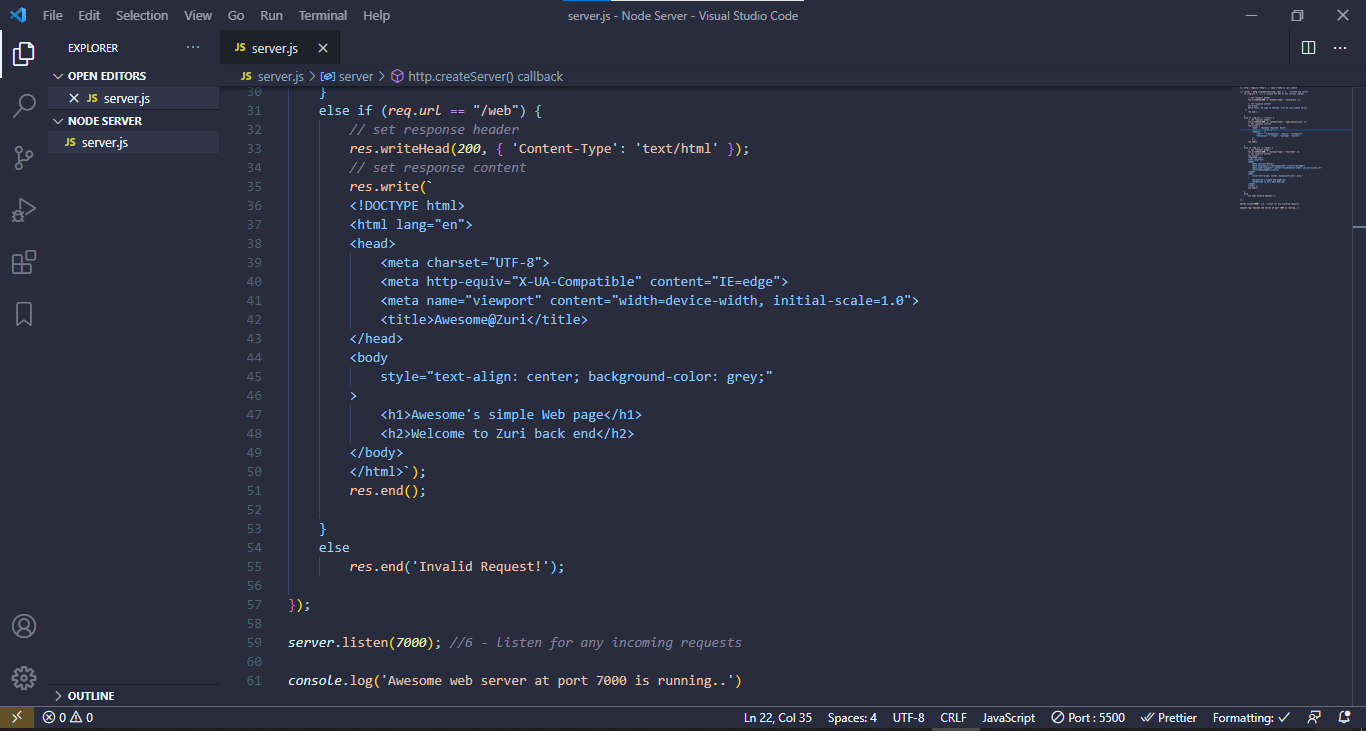 File Edit Selection View Go Run Terminal Help
server.js - Node Server - Visual Studio Code
EXPLORER
OPEN EDITORS
JS server.js
NODE SERVER
JS server.js
OUTLINE
JS server.js
JS server.js > server > http.createServer() callback
30 }
31 else if (req.url == "/web") {
32 // set response header
33 res.writeHead(200, { 'Content-Type': 'text/html' });
34 // set response content
35 res.write(`
36 <!DOCTYPE html>
37 <html lang="en">
38 <head>
39 <meta charset="UTF-8">
40 <meta http-equiv="X-UA-Compatible" content="IE=edge">
41 <meta name="viewport" content="width=device-width, initial-scale=1.0">
42 <title>Awesome@Zuri</title>
43 </head>
44 <body
45 style="text-align: center; background-color: grey;"
46 >
47 <h1>Awesome's simple Web page</h1>
48 <h2>Welcome to Zuri back end</h2>
49 </body>
50 </html>`);
51 res.end();
52
53 }
54 else
55 res.end('Invalid Request!');
56
57 });
58
59 server.listen(7000); //6 - listen for any incoming requests
60
61 console.log('Awesome web server at port 7000 is running..')
0 0 Ln 22, Col 35 Spaces: 4 UTF-8 CRLF JavaScript Port : 5500 Prettier Formatting: